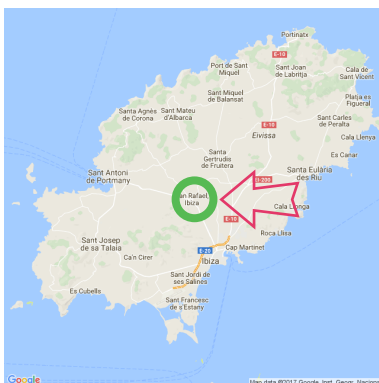 Portinatx
E-10
Port de Sant
Miquel
Sant Joan
de Labritja
Cala de
Sant Vicent
Sant Miquel
de Balansat
Platja es
Figueral
Santa Agnès
de Corona
Sant Mateu
d'Albarca
Sant Carles
de Peralta
E-10
Eivissa
Cala Llenya
Santa
Gertrudis
de Fruitera
Es Canar
Sant Antoni
de Portmany
Santa Eulària
des Riu
an Rafael,
Ibiza
E-10
Cala Llonga
Roca Llisa
Sant Josep
de sa Talaia
E-20
Cap Martinet
Ca'n Cirer
Ibiza
Sant Jordi de
ses Salines
Es Cubells
Sant Francesc
de s'Estany
Google
Map data ©2017 Google, Inst. Geogr. Nacional